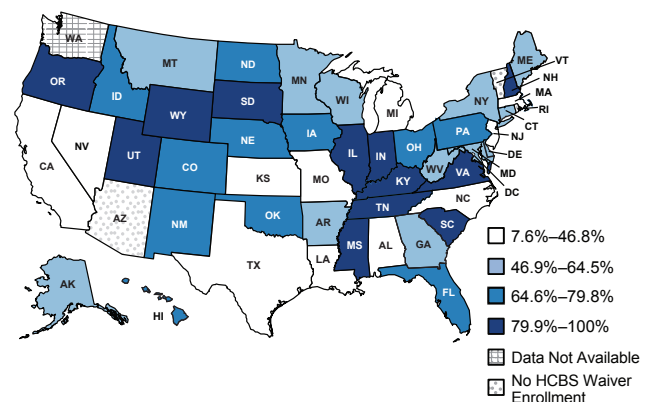 WA
OR
CA
NV
ID
MT
WY
UT
AZ
CO
NM
ND
SD
NE
KS
OK
TX
MN
IA
MO
AR
LA
WI
IL
MI
IN
OH
KY
TN
MS
AL
GA
FL
SC
NC
VA
WV
PA
NY
ME
VT
NH
MA
RI
CT
NJ
DE
MD
DC
AK
HI
7.6%–46.8%
46.9%–64.5%
64.6%–79.8%
79.9%–100%
Data Not Available
No HCBS Waiver
Enrollment